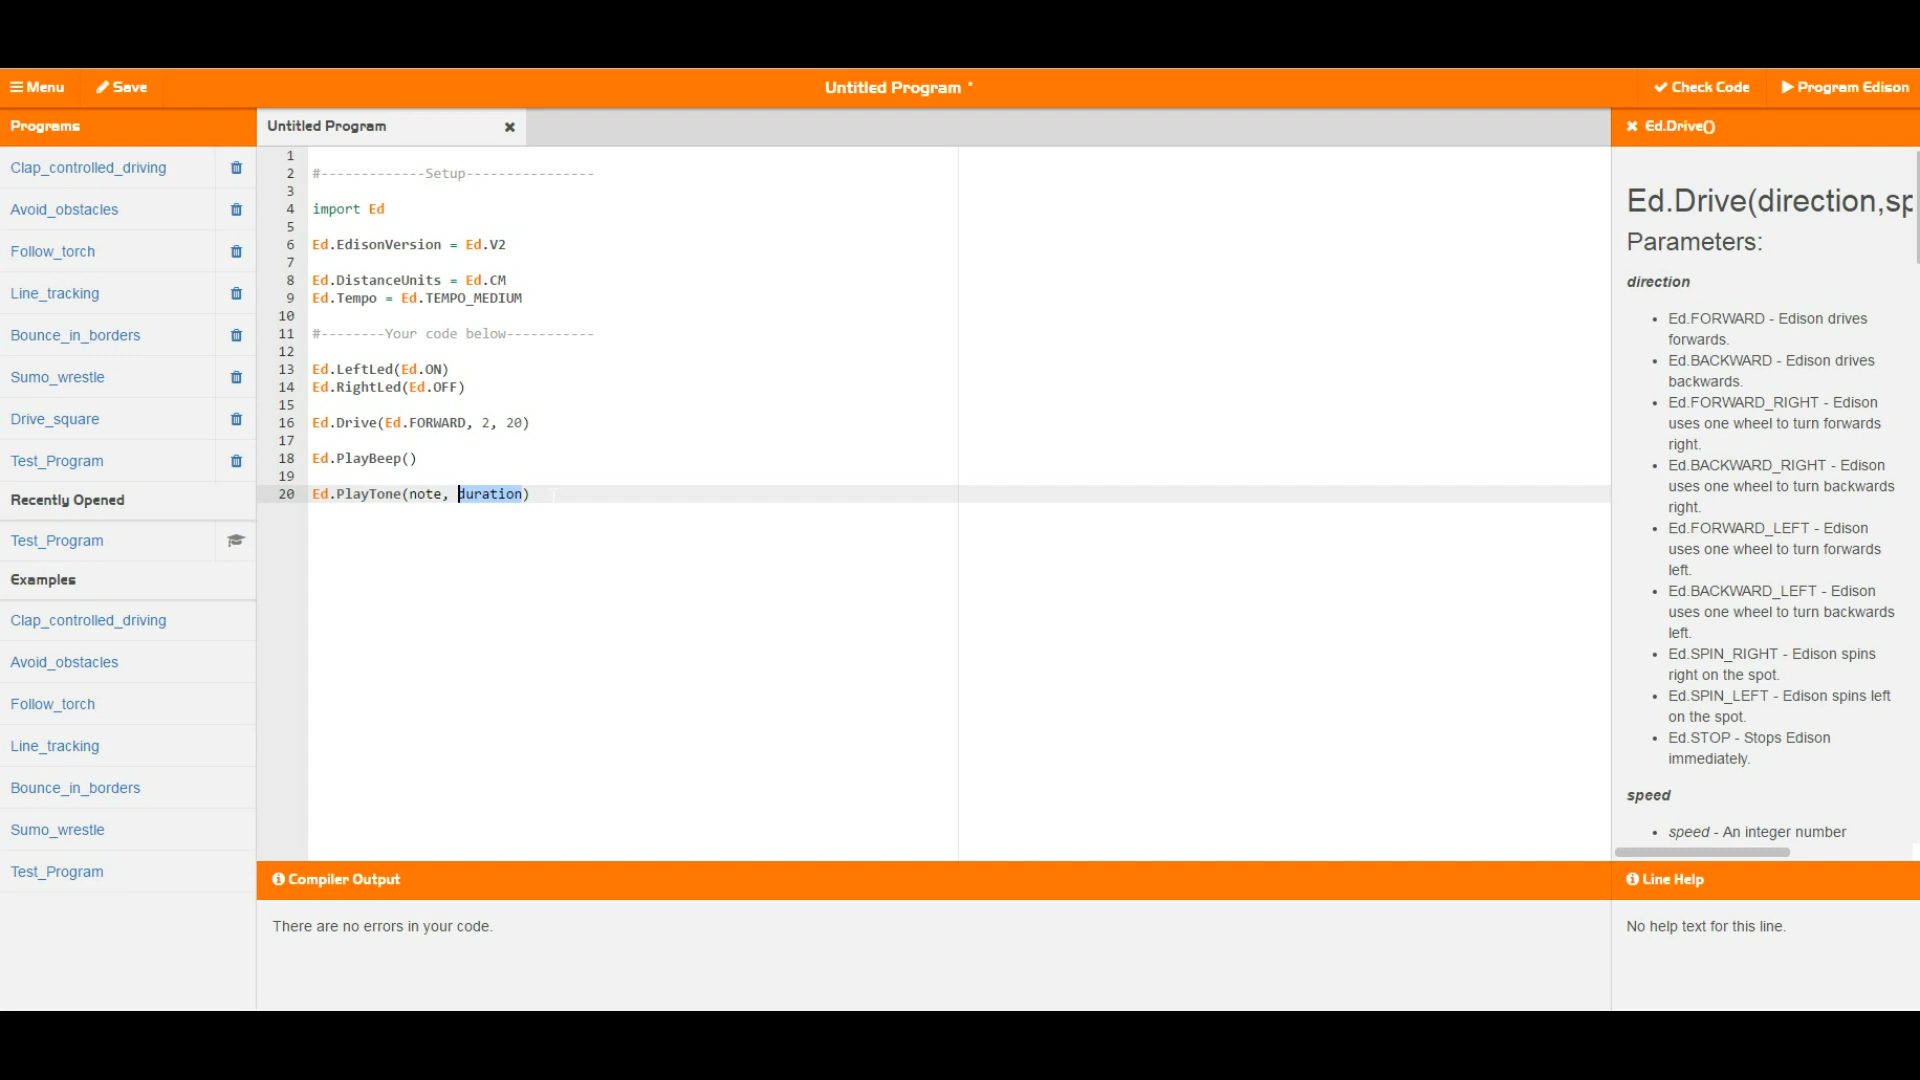 Menu
Save
Untitled Program *
Check Code
Program Edison
Programs
Clap_controlled_driving
Avoid_obstacles
Follow_torch
Line_tracking
Bounce_in_borders
Sumo_wrestle
Drive_square
Test_Program
Recently Opened
Test_Program
Examples
Clap_controlled_driving
Avoid_obstacles
Follow_torch
Line_tracking
Bounce_in_borders
Sumo_wrestle
Test_Program
Untitled Program
1
2 #-------------Setup----------------
3
4 import Ed
5
6 Ed.EdisonVersion = Ed.V2
7
8 Ed.DistanceUnits = Ed.CM
9 Ed.Tempo = Ed.TEMPO_MEDIUM
10
11 #--------Your code below-----------
12
13 Ed.LeftLed(Ed.ON)
14 Ed.RightLed(Ed.OFF)
15
16 Ed.Drive(Ed.FORWARD, 2, 20)
17
18 Ed.PlayBeep()
19
20 Ed.PlayTone(note, duration)
Compiler Output
There are no errors in your code.
Ed.Drive()
Ed.Drive(direction,sp
Parameters:
direction
• Ed.FORWARD - Edison drives
forwards.
• Ed.BACKWARD - Edison drives
backwards.
• Ed.FORWARD_RIGHT - Edison
uses one wheel to turn forwards
right.
• Ed.BACKWARD_RIGHT - Edison
uses one wheel to turn backwards
right.
• Ed.FORWARD_LEFT - Edison
uses one wheel to turn forwards
left.
• Ed.BACKWARD_LEFT - Edison
uses one wheel to turn backwards
left.
• Ed.SPIN_RIGHT - Edison spins
right on the spot.
• Ed.SPIN_LEFT - Edison spins left
on the spot.
• Ed.STOP - Stops Edison
immediately.
speed
• speed - An integer number
Line Help
No help text for this line.